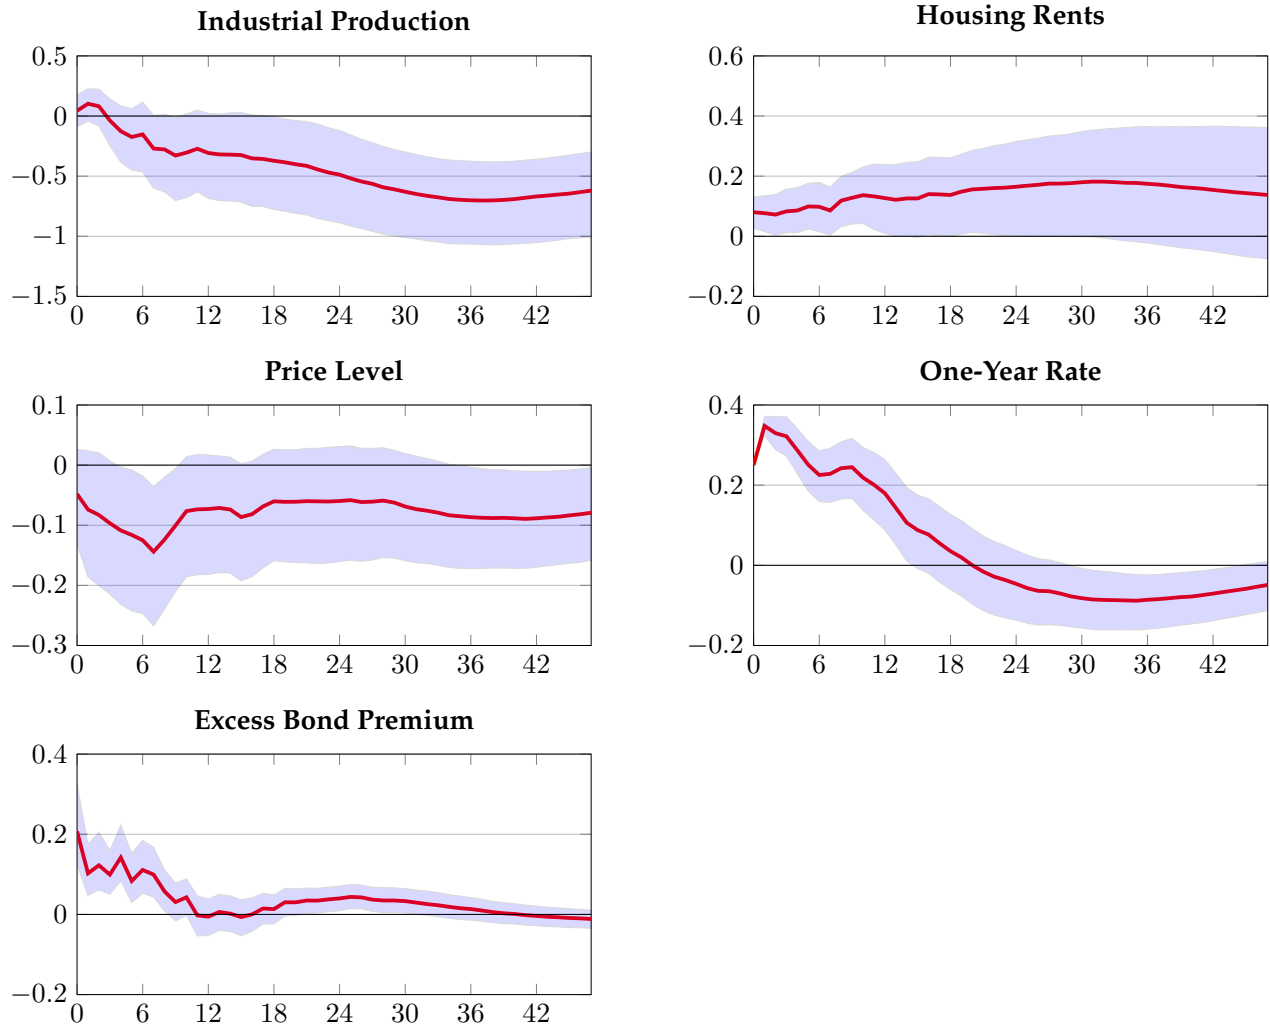 Industrial Production
0.5
0
−0.5
−1
−1.5
0 6 12 18 24 30 36 42
Housing Rents
0.6
0.4
0.2
0
−0.2
0 6 12 18 24 30 36 42
Price Level
0.1
0
−0.1
−0.2
−0.3
0 6 12 18 24 30 36 42
One-Year Rate
0.4
0.2
0
−0.2
0 6 12 18 24 30 36 42
Excess Bond Premium
0.4
0.2
0
−0.2
0 6 12 18 24 30 36 42